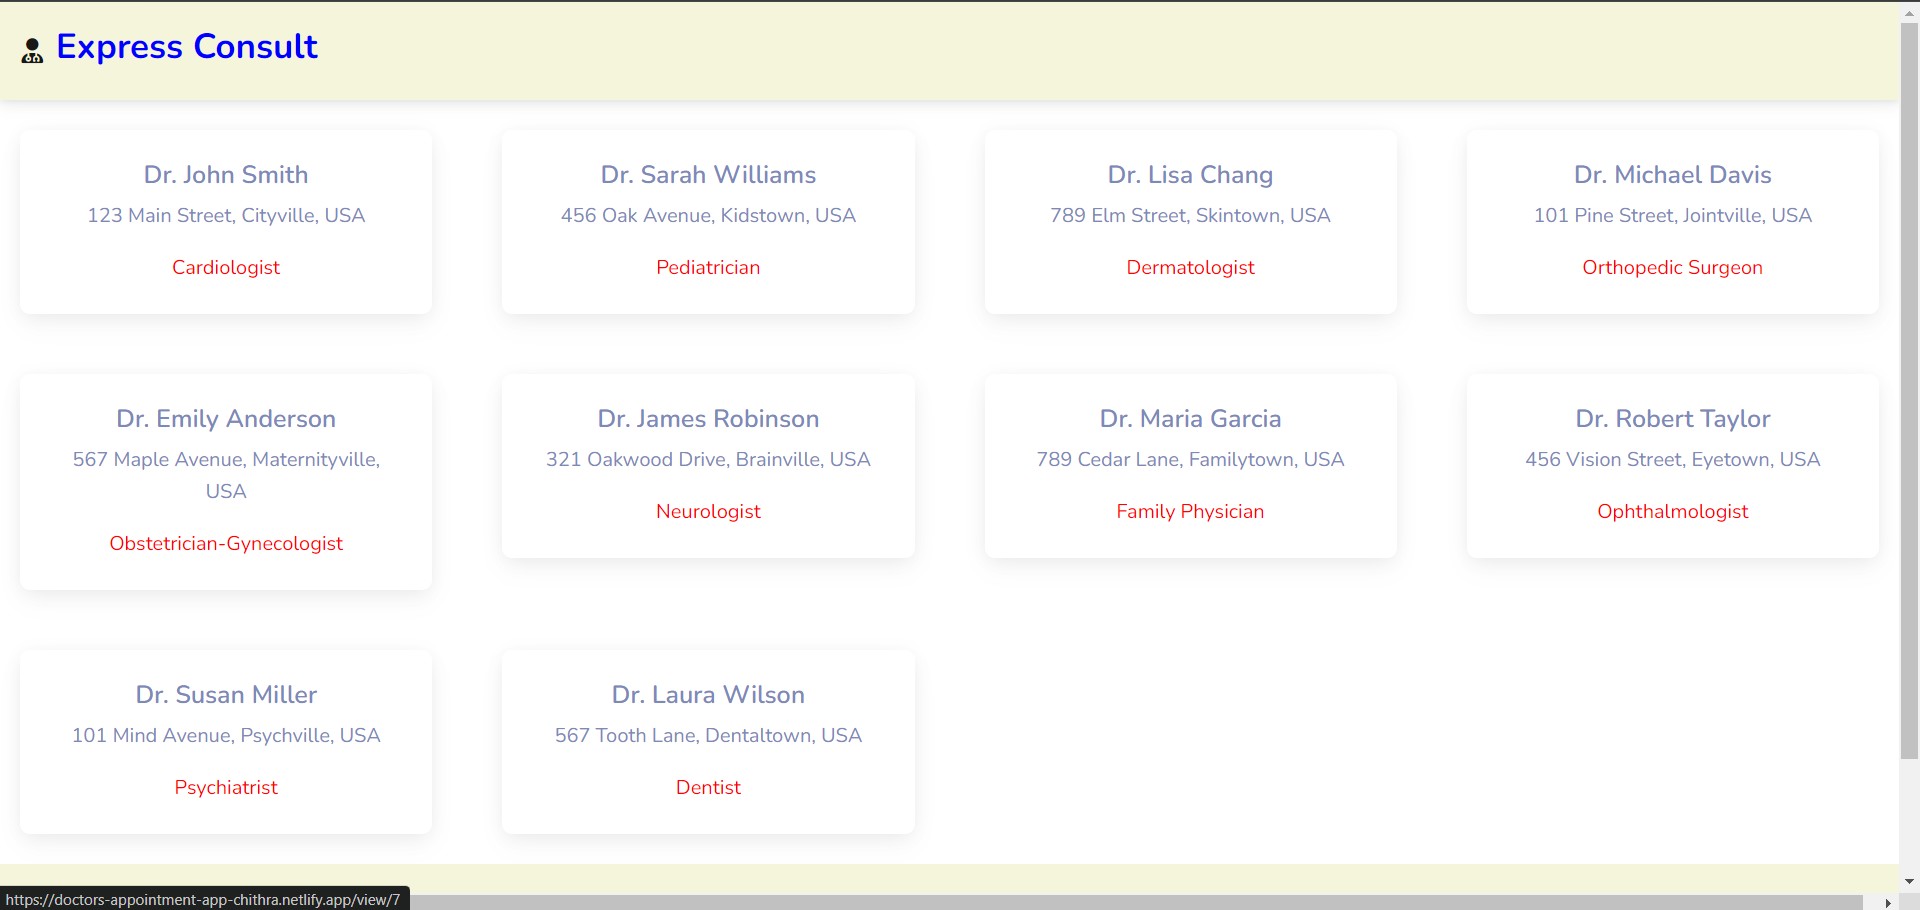 Express Consult
Dr. John Smith
123 Main Street, Cityville, USA
Cardiologist
Dr. Sarah Williams
456 Oak Avenue, Kidstown, USA
Pediatrician
Dr. Lisa Chang
789 Elm Street, Skintown, USA
Dermatologist
Dr. Michael Davis
101 Pine Street, Jointville, USA
Orthopedic Surgeon
Dr. Emily Anderson
567 Maple Avenue, Maternityville,
USA
Obstetrician-Gynecologist
Dr. James Robinson
321 Oakwood Drive, Brainville, USA
Neurologist
Dr. Maria Garcia
789 Cedar Lane, Familytown, USA
Family Physician
Dr. Robert Taylor
456 Vision Street, Eyetown, USA
Ophthalmologist
Dr. Susan Miller
101 Mind Avenue, Psychville, USA
Psychiatrist
Dr. Laura Wilson
567 Tooth Lane, Dentaltown, USA
Dentist
https://doctors-appointment-app-chithra.netlify.app/view/7